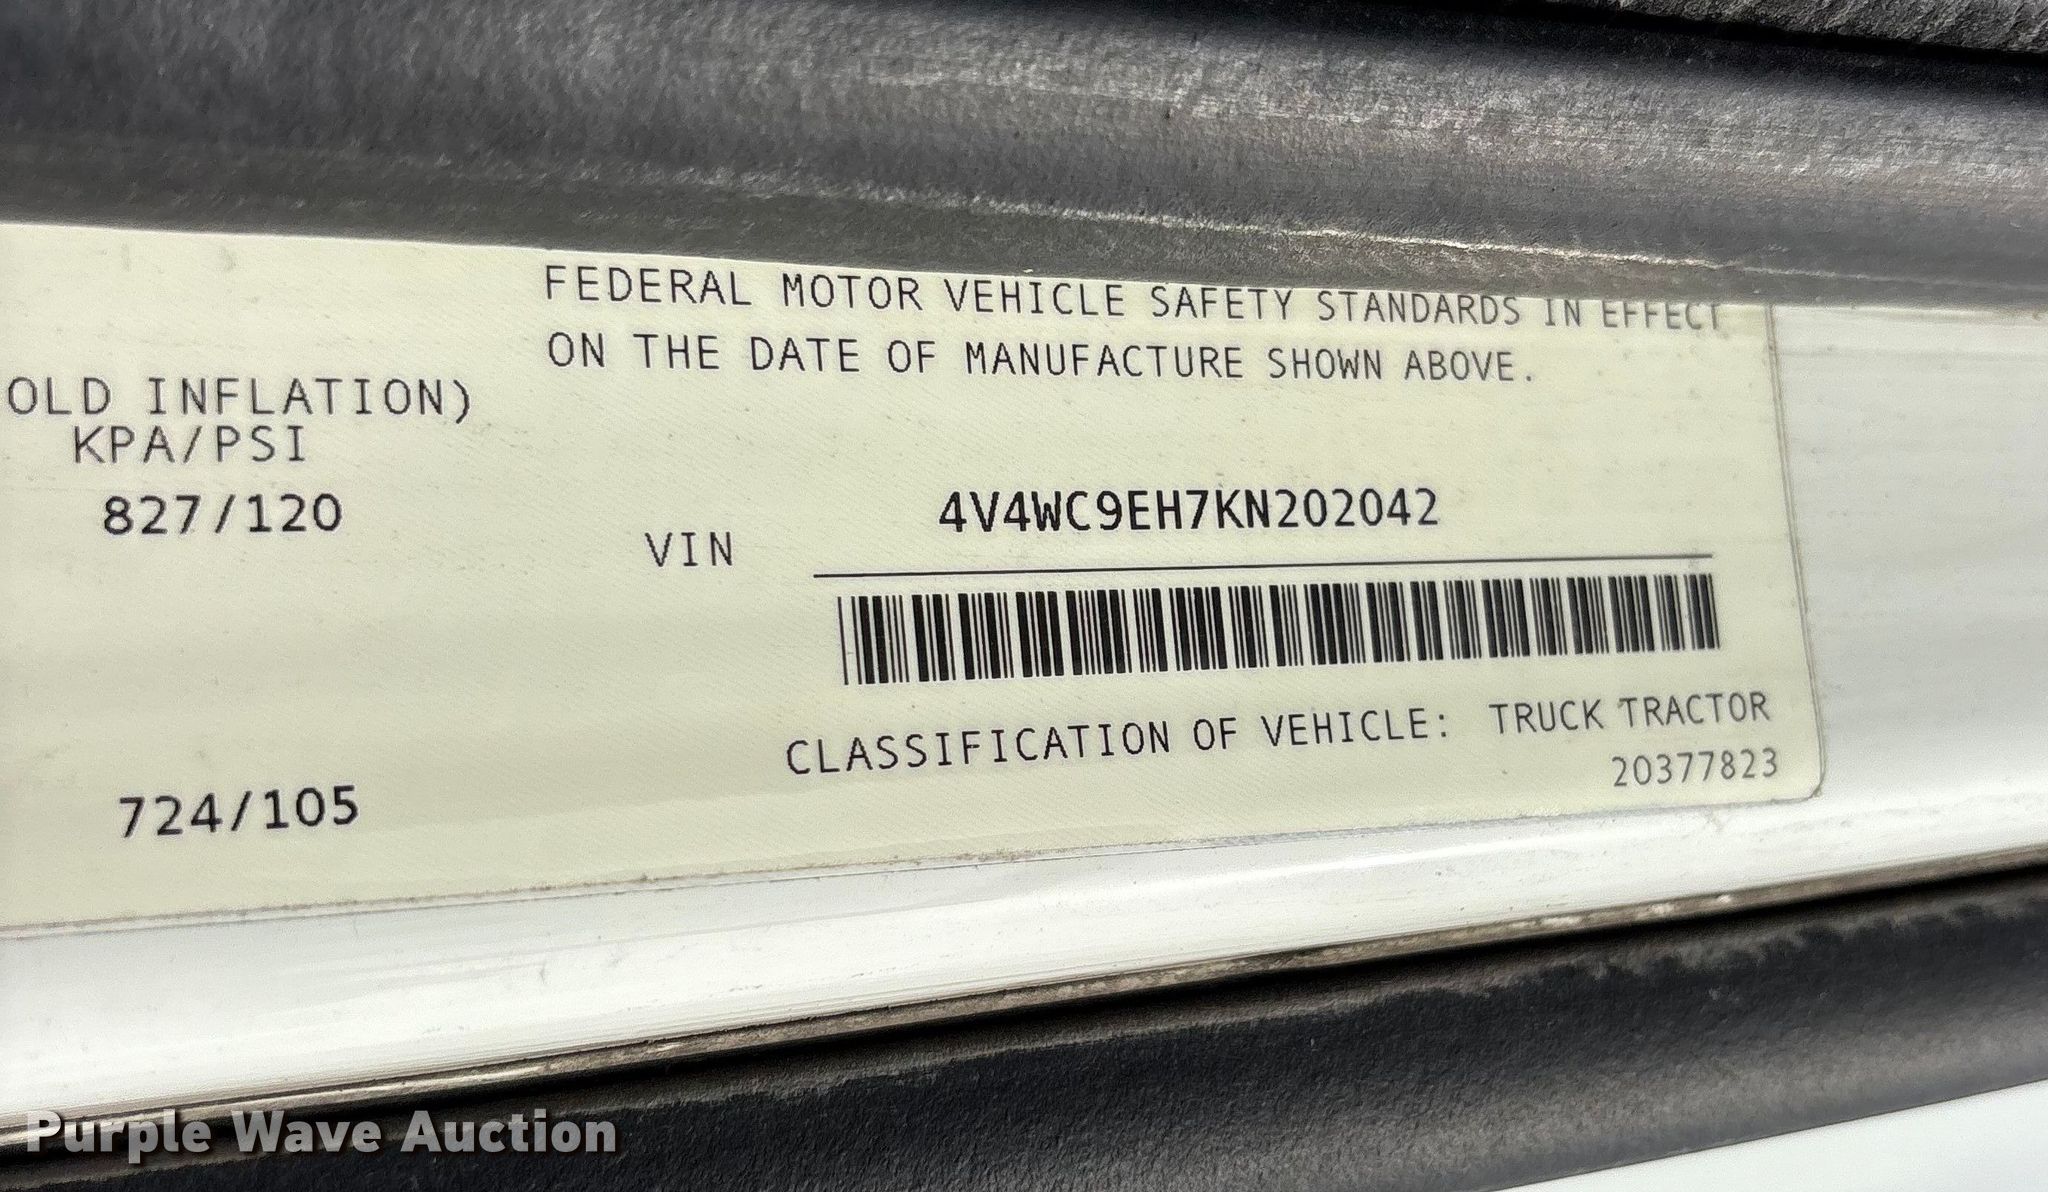 FEDERAL MOTOR VEHICLE SAFETY STANDARDS IN EFFECT
ON THE DATE OF MANUFACTURE SHOWN ABOVE.
OLD INFLATION)
KPA/PSI
827/120
VIN 4V4WC9EH7KN202042
724/105
CLASSIFICATION OF VEHICLE: TRUCK TRACTOR
20377823
Purple Wave Auction